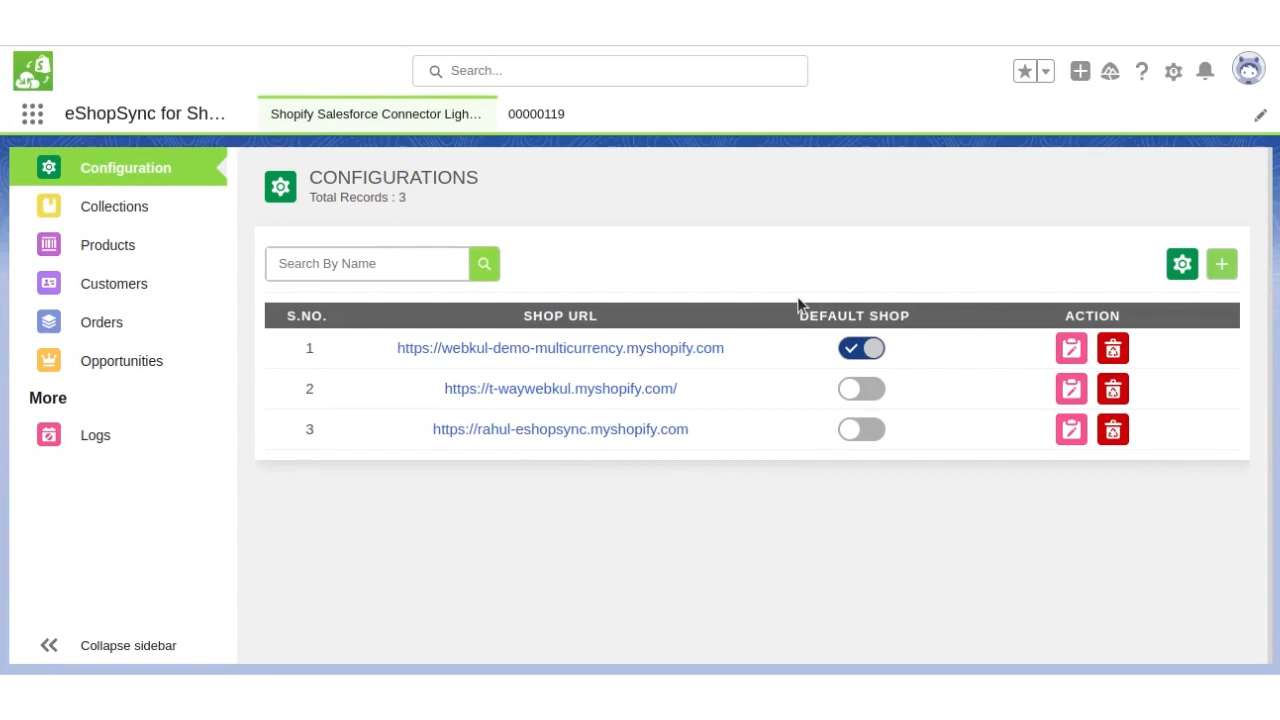 Search...
eShopSync for Sh...
Shopify Salesforce Connector Ligh...
00000119
Configuration
Collections
Products
Customers
Orders
Opportunities
More
Logs
Collapse sidebar
CONFIGURATIONS
Total Records : 3
Search By Name
S.NO. SHOP URL DEFAULT SHOP ACTION
1 https://webkul-demo-multicurrency.myshopify.com
2 https://t-waywebkul.myshopify.com/
3 https://rahul-eshopsync.myshopify.com